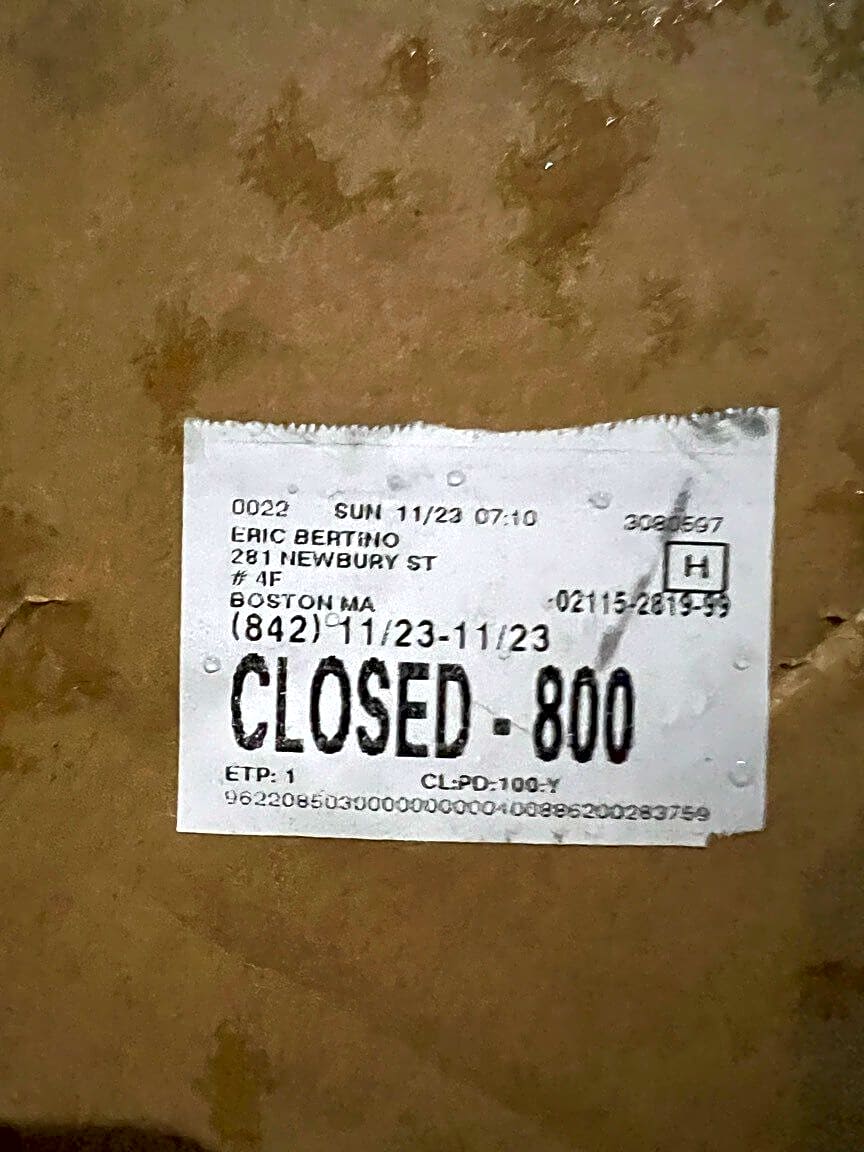 0022 SUN 11/23 07:10 3080597
ERIC BERTINO
281 NEWBURY ST
# 4F
H
BOSTON MA 02115-2819-99
(842) 11/23-11/23
CLOSED - 800
ETP: 1 CL:PD:100:Y